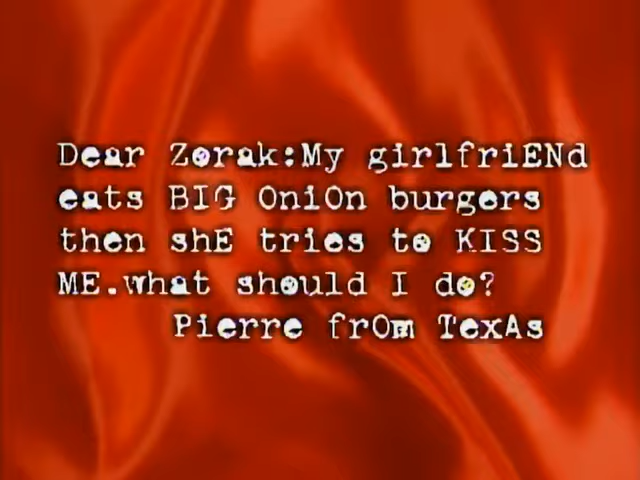 Dear Zorak:My girlfriENd
eats BIG OniOn burgers
then shE tries to KISS
ME.what should I do?
Pierre frOm TexAs